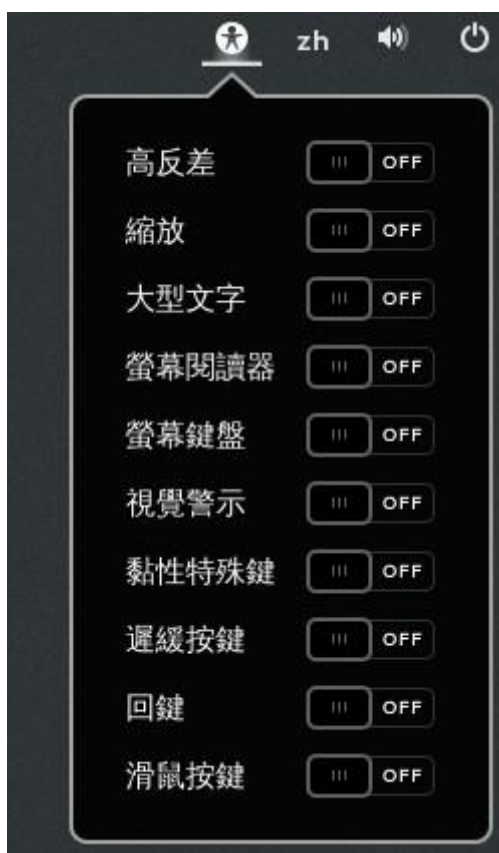 zh
高反差 OFF
縮放 OFF
大型文字 OFF
螢幕閱讀器 OFF
螢幕鍵盤 OFF
視覺警示 OFF
黏性特殊鍵 OFF
遲緩按鍵 OFF
回鍵 OFF
滑鼠按鍵 OFF